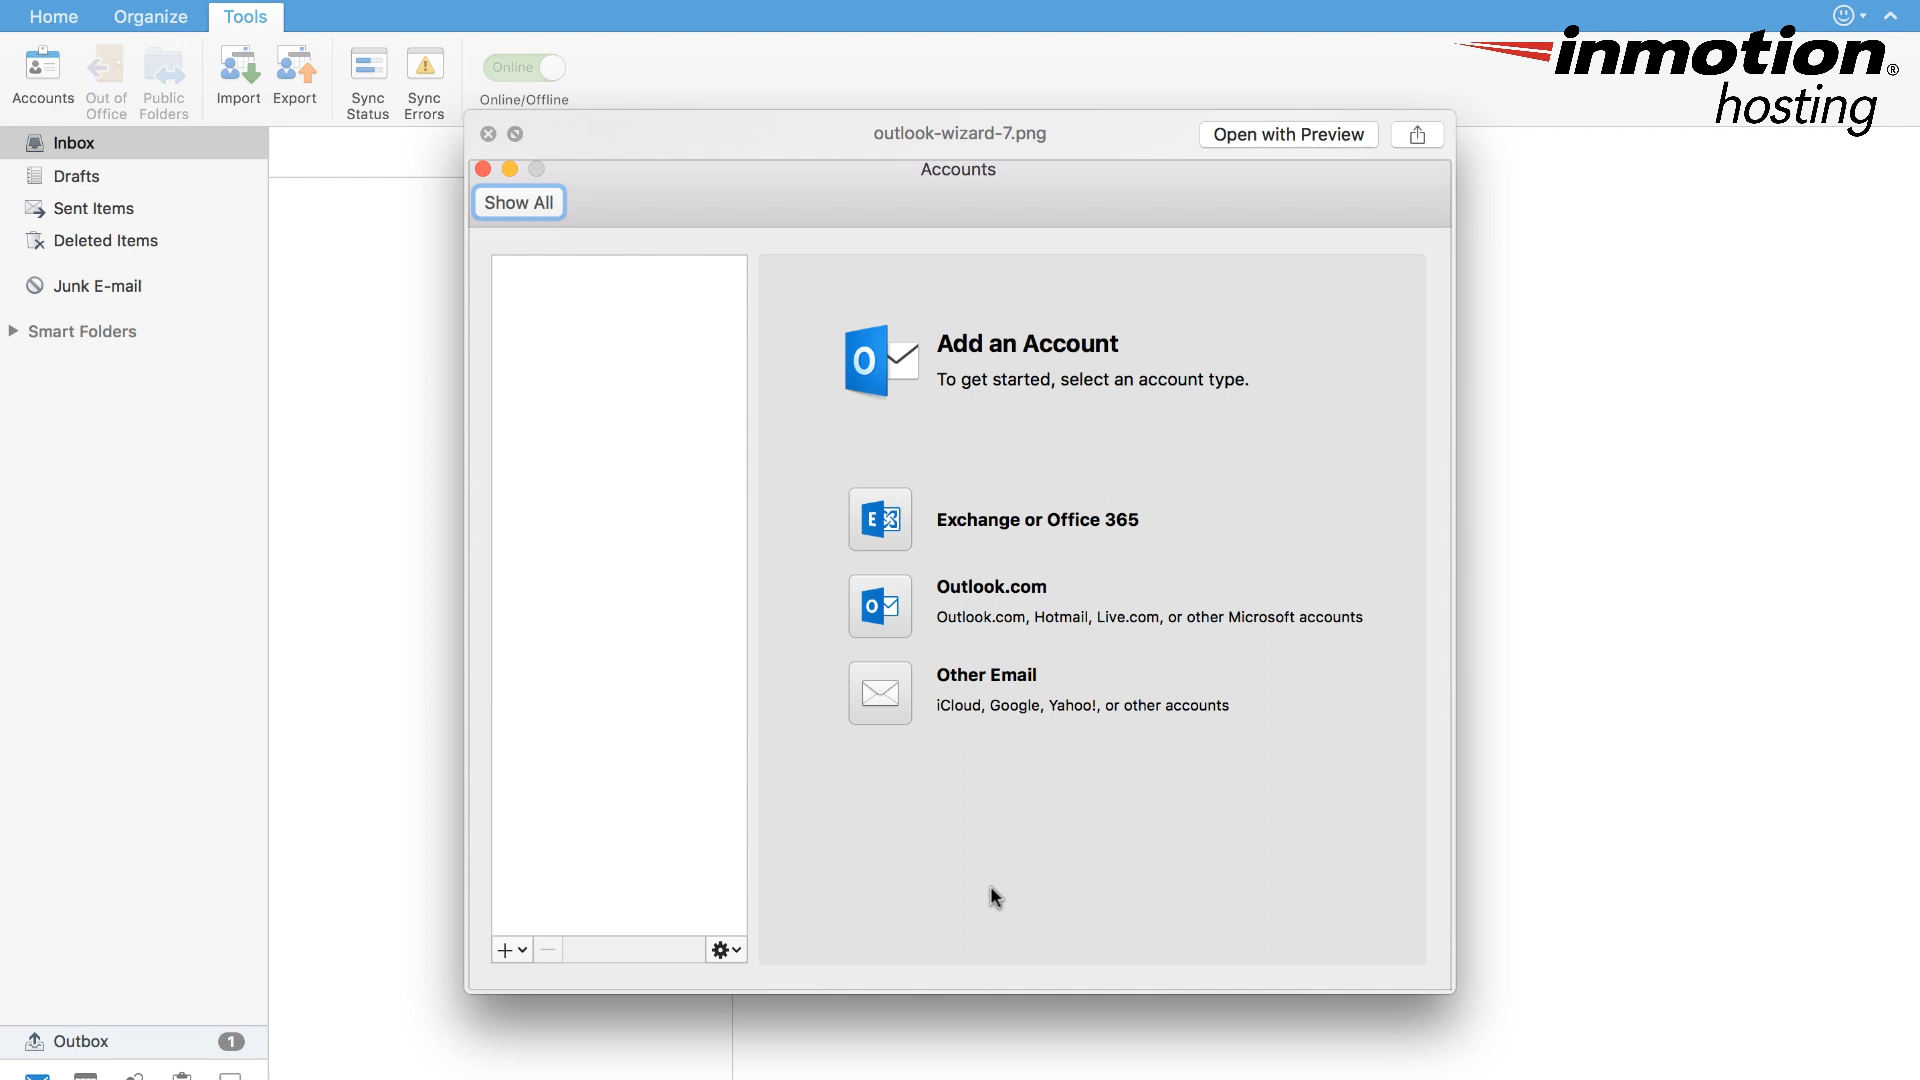 Home Organize Tools
inmotion®
hosting
Accounts
Out of
Office
Public
Folders
Import
Export
Sync
Status
Sync
Errors
Online
Online/Offline
outlook-wizard-7.png
Open with Preview
Accounts
Show All
Inbox
Drafts
Sent Items
Deleted Items
Junk E-mail
Smart Folders
Outbox 1
O
Add an Account
To get started, select an account type.
E
Exchange or Office 365
O
Outlook.com
Outlook.com, Hotmail, Live.com, or other Microsoft accounts
Other Email
iCloud, Google, Yahoo!, or other accounts